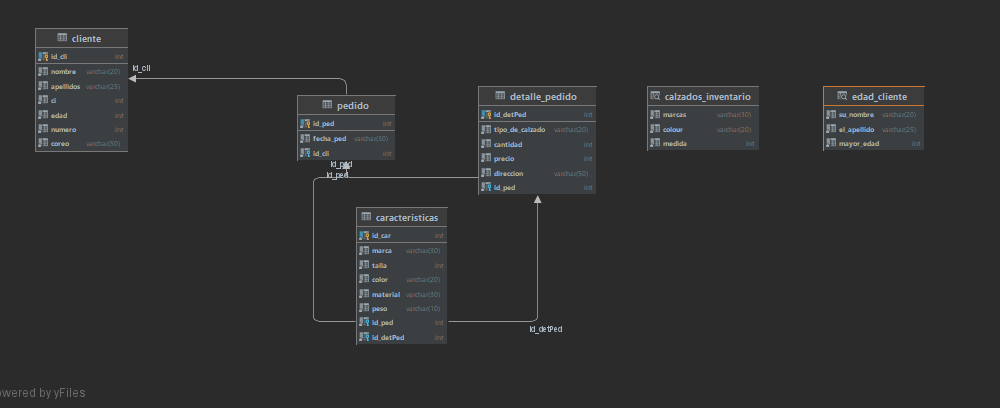 cliente
id_cli int
nombre varchar(20)
apellidos varchar(25)
ci int
edad int
numero int
coreo varchar(50)
id_cli
pedido
id_ped int
fecha_ped varchar(50)
id_cli int
id_ped
id_ped
detalle_pedido
id_detPed int
tipo_de_calzado varchar(20)
cantidad int
precio int
direccion varchar(50)
id_ped int
calzados_inventario
marcas varchar(30)
colour varchar(20)
medida int
edad_cliente
su_nombre varchar(20)
el_apellido varchar(25)
mayor_edad int
caracteristicas
id_car int
marca varchar(30)
talla int
color varchar(20)
material varchar(30)
peso varchar(10)
id_ped int
id_detPed int
id_detPed
owered by yFiles